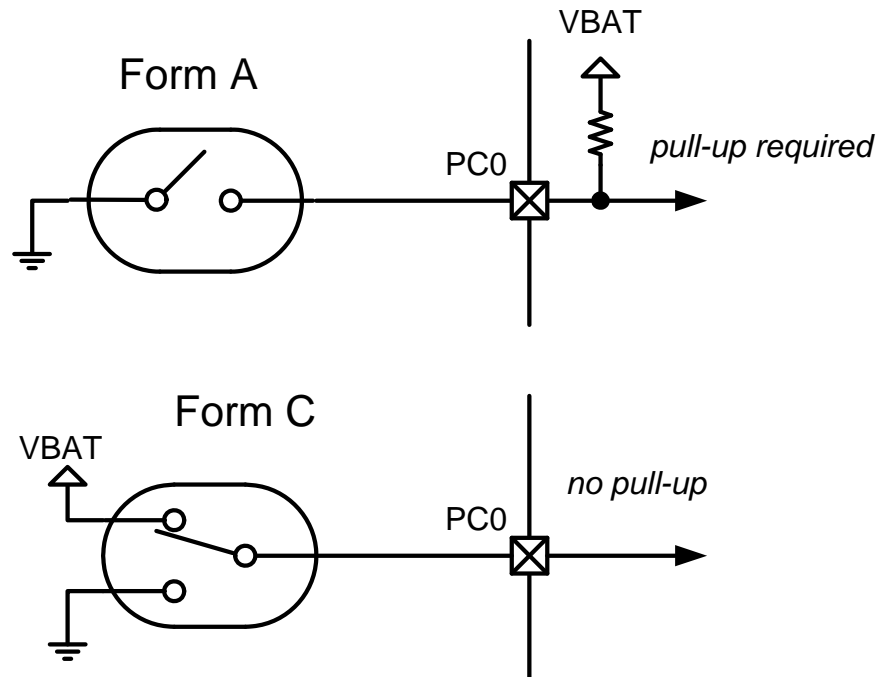 VBAT
Form A
PC0
pull-up required
Form C
VBAT
PC0
no pull-up